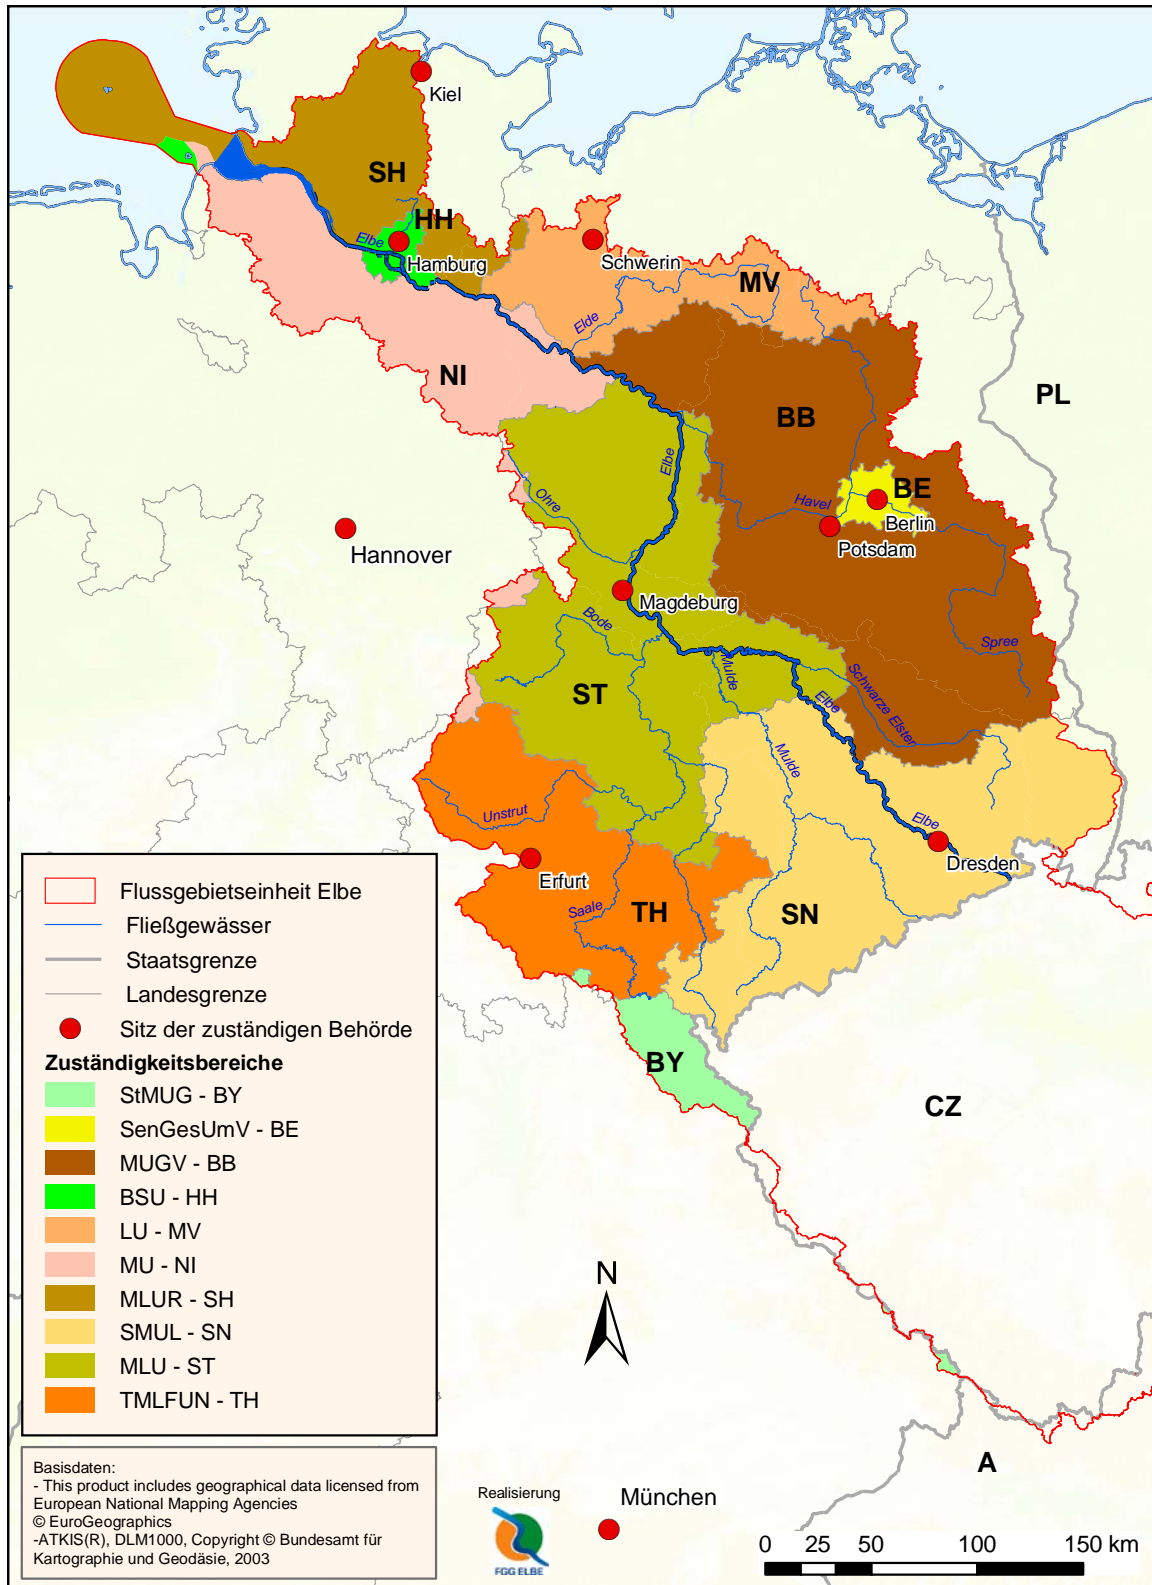 Kiel
SH
HH
Elbe
Hamburg
Schwerin
MV
Elde
NI
BB
PL
Elbe
Ohre
Havel
BE
Berlin
Potsdam
Hannover
Magdeburg
Bode
Spree
ST
Mulde
Schwarze Elster
Elbe
Mulde
Unstrut
Elbe
Dresden
Erfurt
Saale
TH
SN
BY
CZ
Flussgebietseinheit Elbe
Fließgewässer
Staatsgrenze
Landesgrenze
Sitz der zuständigen Behörde
Zuständigkeitsbereiche
StMUG - BY
SenGesUmV - BE
MUGV - BB
BSU - HH
LU - MV
MU - NI
MLUR - SH
SMUL - SN
MLU - ST
TMLFUN - TH
N
A
Basisdaten:
- This product includes geographical data licensed from
European National Mapping Agencies
© EuroGeographics
-ATKIS(R), DLM1000, Copyright © Bundesamt für
Kartographie und Geodäsie, 2003
Realisierung
FGG ELBE
München
0 25 50 100 150 km